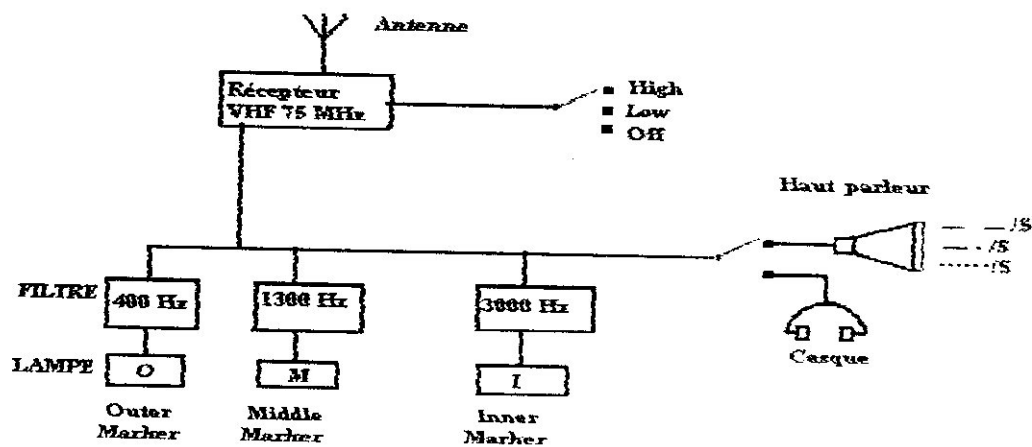 Antenne
Récepteur
VHF 75 MHz
High
Low
Off
Haut parleur
/S
/S
/S
FILTRE
400 Hz
1300 Hz
3000 Hz
Casque
LAMPE
O
M
I
Outer
Marker
Middle
Marker
Inner
Marker